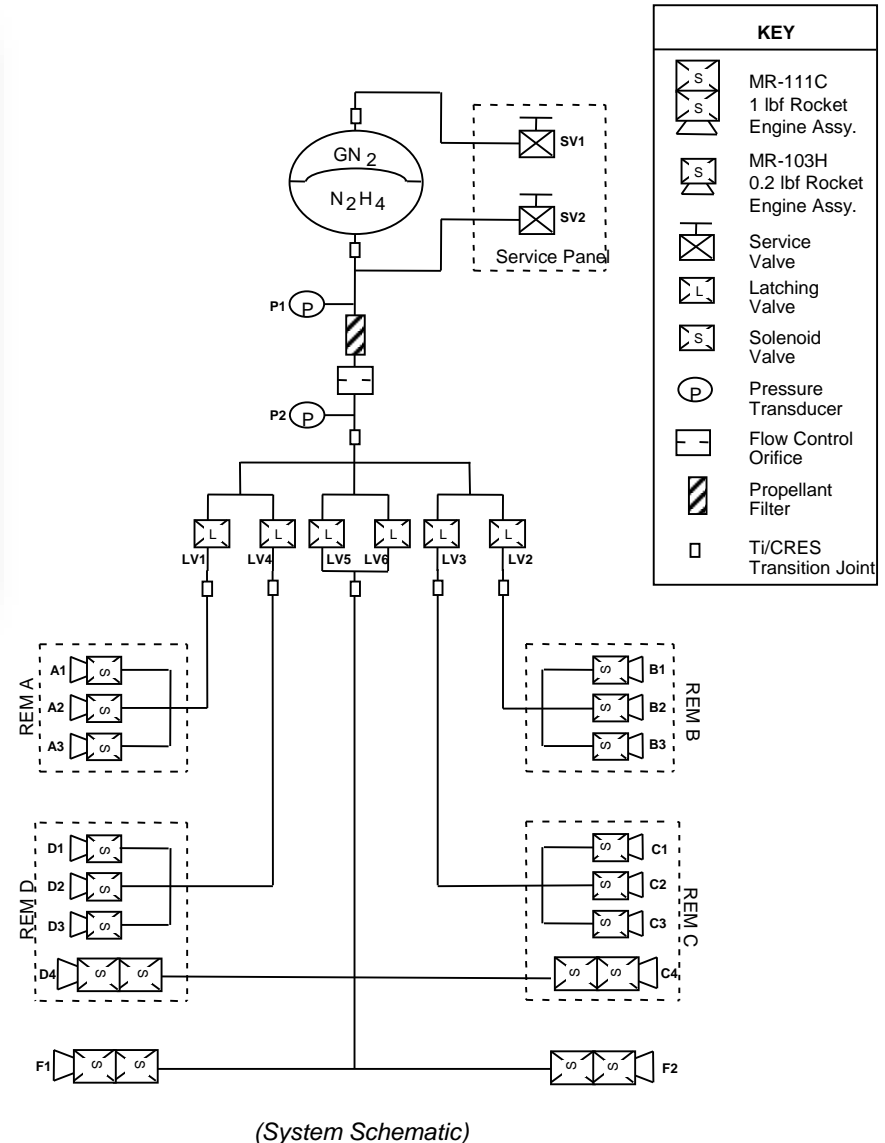 KEY
S
S
MR-111C
1 lbf Rocket
Engine Assy.
S
MR-103H
0.2 lbf Rocket
Engine Assy.
Service
Valve
L
Latching
Valve
S
Solenoid
Valve
P
Pressure
Transducer
Flow Control
Orifice
Propellant
Filter
Ti/CRES
Transition Joint
GN 2
N2H4
SV1
SV2
Service Panel
P1
P
P2
P
L
L
L
L
L
L
LV1
LV4
LV5
LV6
LV3
LV2
REM A
A1
S
A2
S
A3
S
S
B1
S
B2
S
B3
REM B
REM D
D1
S
D2
S
D3
S
D4
S
S
S
C1
S
C2
S
C3
S
S
C4
REM C
F1
S
S
S
S
F2
(System Schematic)